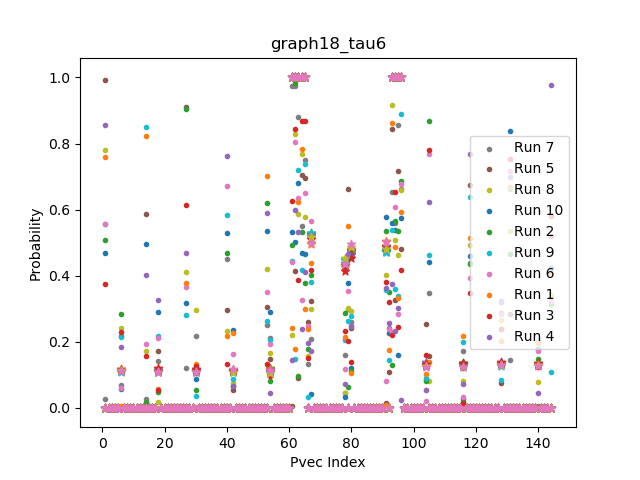 graph18_tau6
1.0
0.8
0.6
0.4
0.2
0.0
Probability
0 20 40 60 80 100 120 140
Pvec Index
Run 7
Run 5
Run 8
Run 10
Run 2
Run 9
Run 6
Run 1
Run 3
Run 4